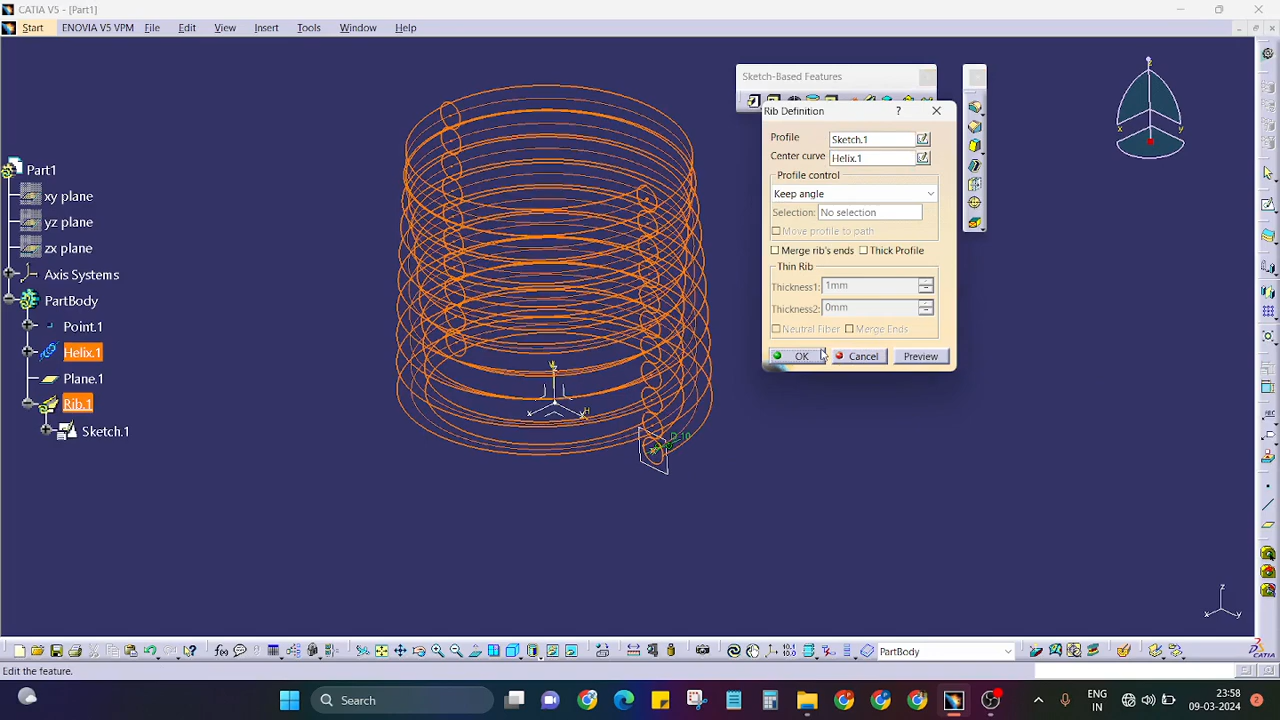 CATIA V5 - [Part1]
Start ENOVIA V5 VPM File Edit View Insert Tools Window Help
Sketch-Based Features
Rib Definition ?
Profile Sketch.1
Center curve Helix.1
Profile control
Keep angle
Selection: No selection
Move profile to path
Merge rib's ends Thick Profile
Thin Rib
Thickness1: 1mm
Thickness2: 0mm
Neutral Fiber Merge Ends
OK Cancel Preview
Part1
xy plane
yz plane
zx plane
Axis Systems
PartBody
Point.1
Helix.1
Plane.1
Rib.1
Sketch.1
z
x y
x H
D 10
z
x y
PartBody
CATIA
Edit the feature.
Search
ENG
IN
23:58
09-03-2024
2